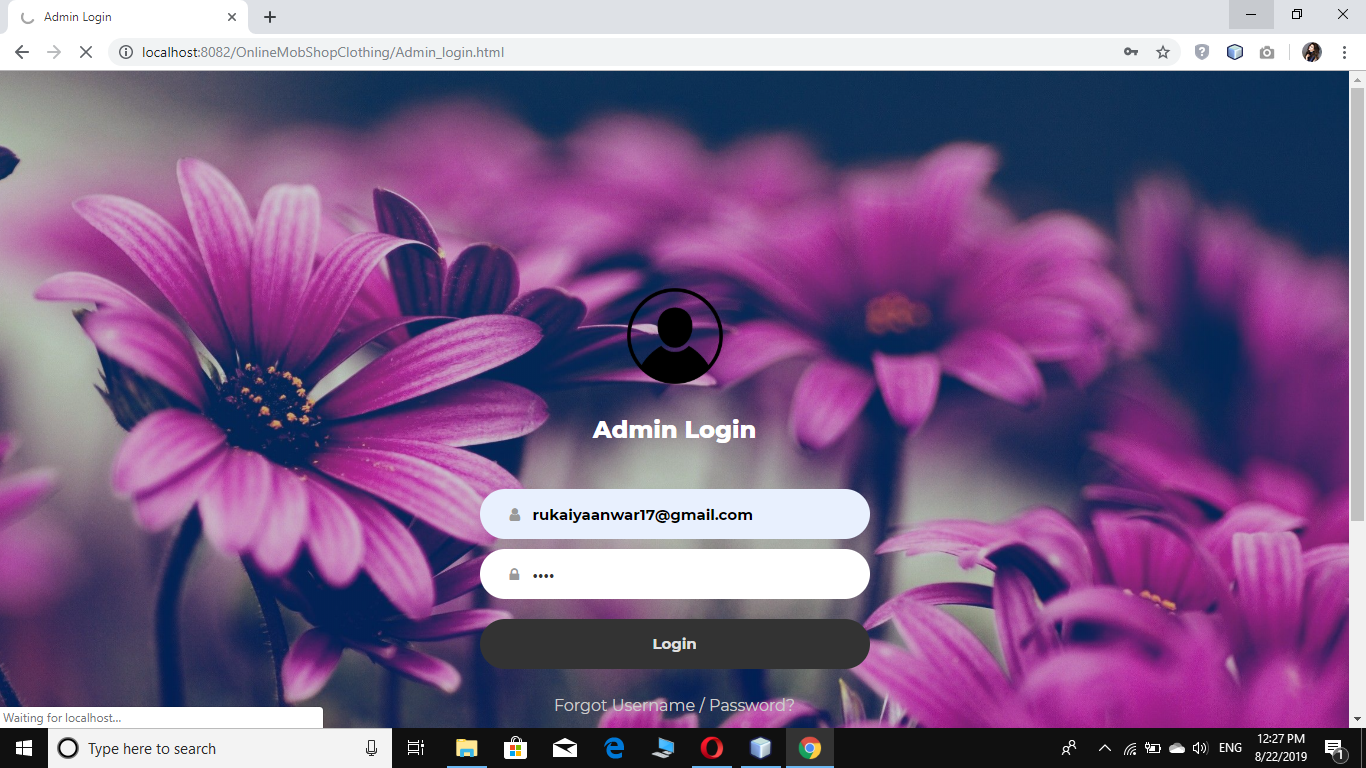 Admin Login
localhost:8082/OnlineMobShopClothing/Admin_login.html
Admin Login
rukaiyaanwar17@gmail.com
••••
Login
Forgot Username / Password?
Waiting for localhost...
Type here to search
ENG
12:27 PM
8/22/2019
1